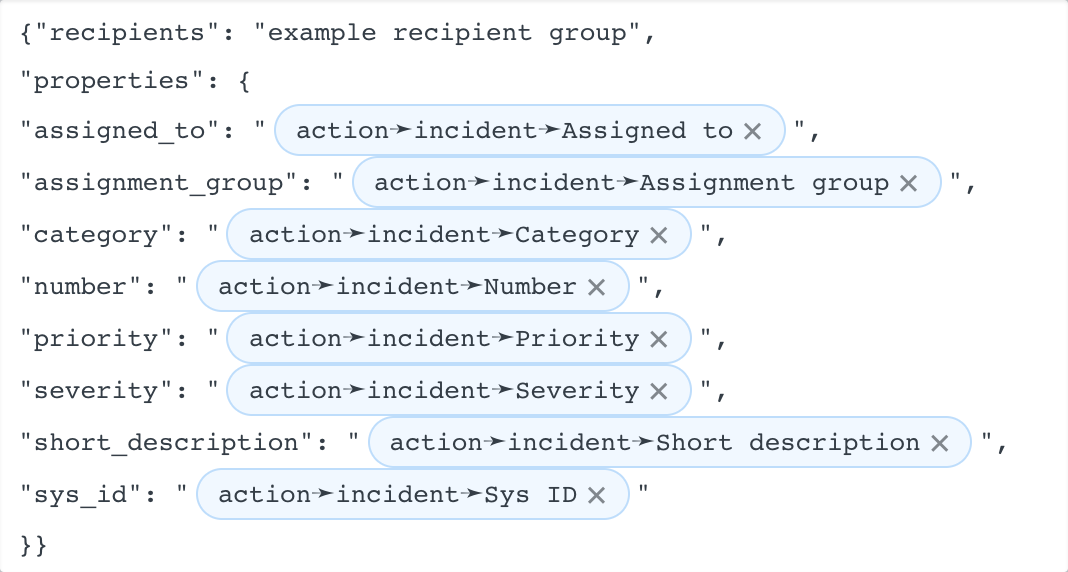 {"recipients": "example recipient group",
"properties": {
"assigned_to": "action➛incident➛Assigned to ✕",
"assignment_group": "action➛incident➛Assignment group ✕",
"category": "action➛incident➛Category ✕",
"number": "action➛incident➛Number ✕",
"priority": "action➛incident➛Priority ✕",
"severity": "action➛incident➛Severity ✕",
"short_description": "action➛incident➛Short description ✕",
"sys_id": "action➛incident➛Sys ID ✕"
}}